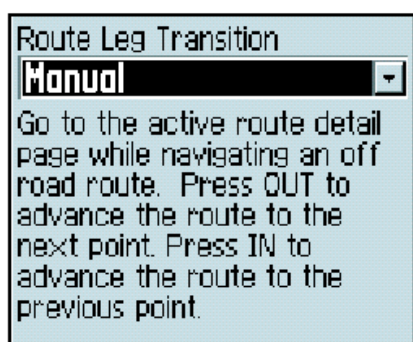 Route Leg Transition
Manual
Go to the active route detail
page while navigating an off
road route. Press OUT to
advance the route to the
next point. Press IN to
advance the route to the
previous point.